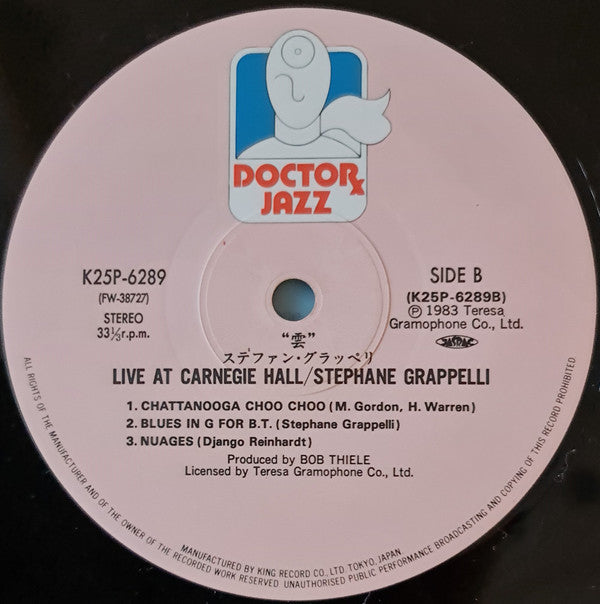 DOCTOR
JAZZ
K25P-6289
(FW-38727)
STEREO
33⅓r.p.m.
SIDE B
(K25P-6289B)
Ⓟ 1983 Teresa
Gramophone Co., Ltd.
JASRAC
“雲”
ステファン・グラッペリ
LIVE AT CARNEGIE HALL/STEPHANE GRAPPELLI
1. CHATTANOOGA CHOO CHOO (M. Gordon, H. Warren)
2. BLUES IN G FOR B.T. (Stephane Grappelli)
3. NUAGES (Django Reinhardt)
Produced by BOB THIELE
Licensed by Teresa Gramophone Co., Ltd.
ALL RIGHTS OF THE MANUFACTURER AND OF THE OWNER OF THE RECORDED WORK RESERVED. UNAUTHORISED PUBLIC PERFORMANCE BROADCASTING AND COPYING OF THIS RECORD PROHIBITED
MANUFACTURED BY KING RECORD CO., LTD. TOKYO, JAPAN